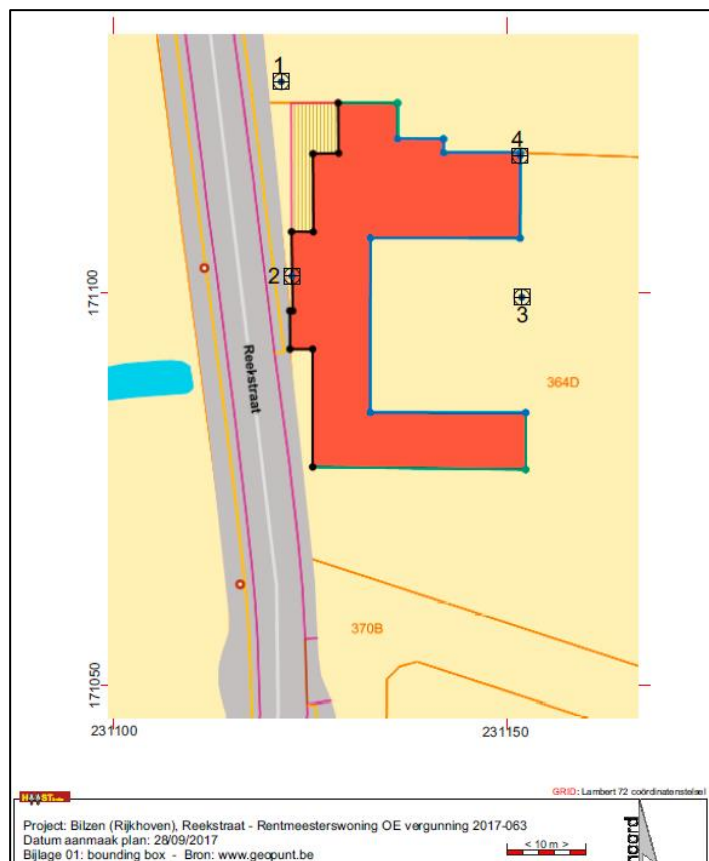 1
4
2
3
171100
Reekstraat
364D
370B
171050
231100
231150
GRID: Lambert 72 coördinatenstelsel
Project: Bilzen (Rijkhoven), Reekstraat - Rentmeesterswoning OE vergunning 2017-063
Datum aanmaak plan: 28/09/2017
< 10 m >
Bijlage 01: bounding box - Bron: www.geopunt.be